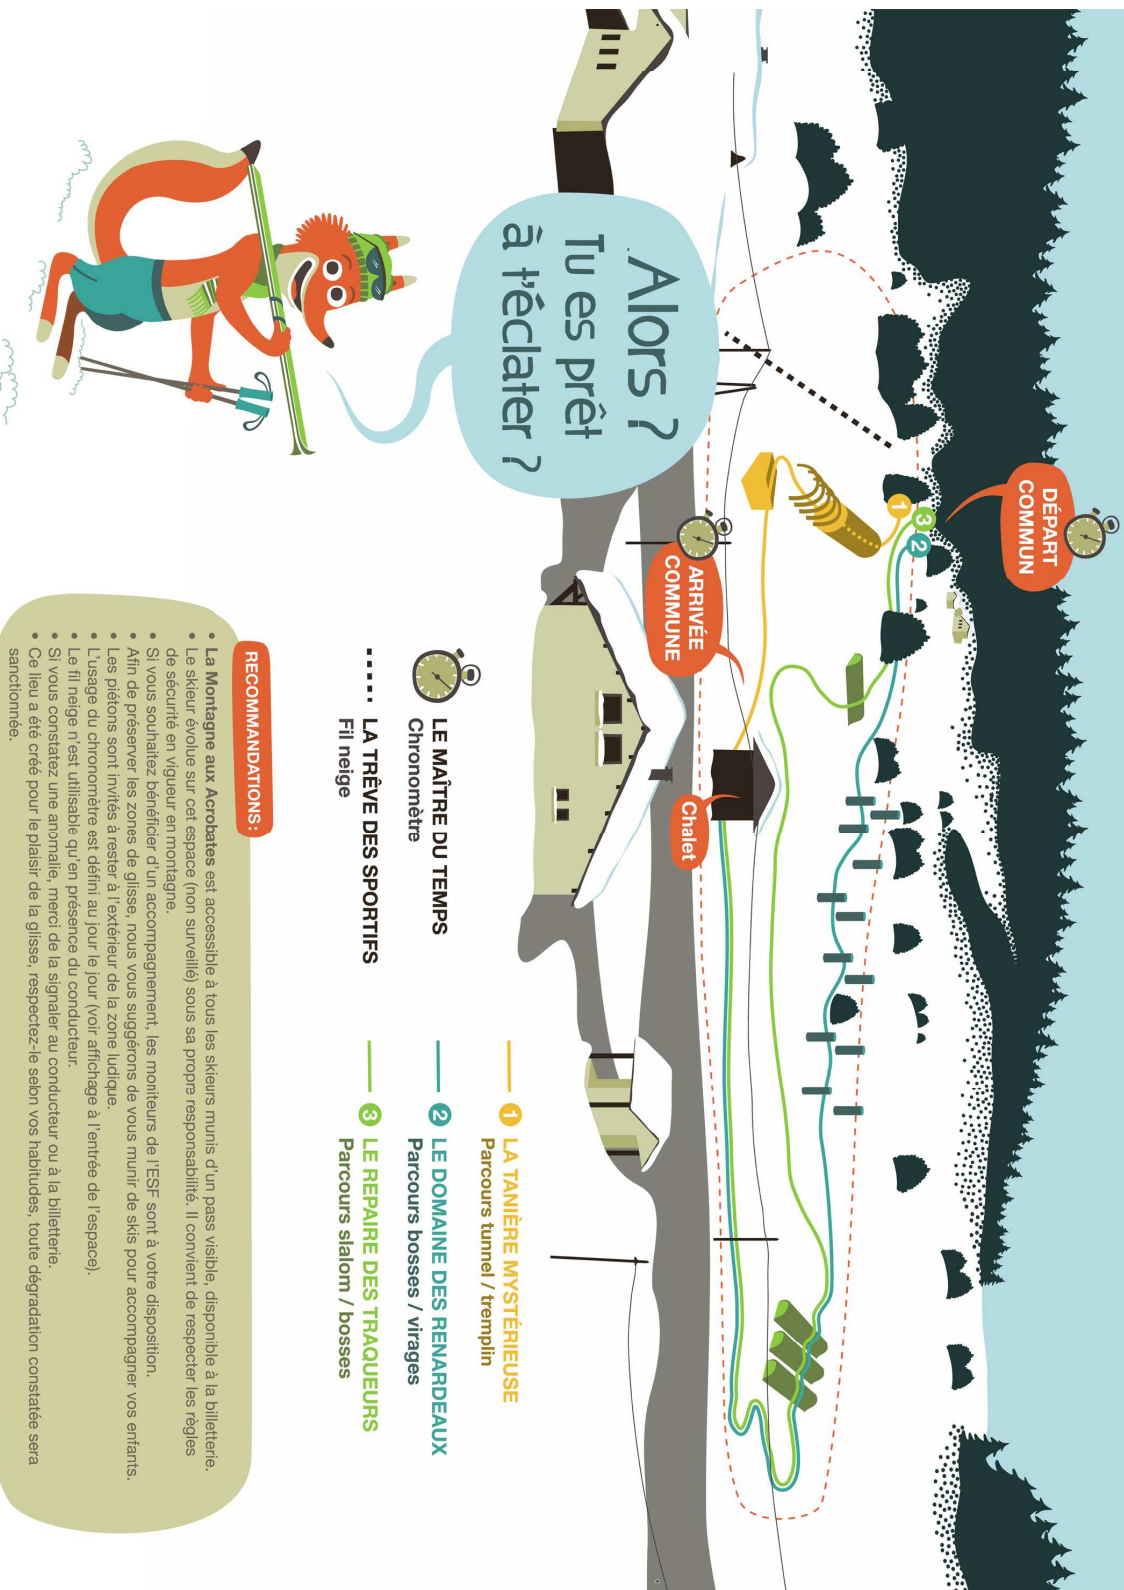 Alors ?
Tu es prêt
à t'éclater ?
DÉPART
COMMUN
1
3
2
ARRIVÉE
COMMUNE
Chalet
LE MAÎTRE DU TEMPS
Chronomètre
LA TRÊVE DES SPORTIFS
Fil neige
1 LA TANIÈRE MYSTÉRIEUSE
Parcours tunnel / tremplin
2 LE DOMAINE DES RENARDEAUX
Parcours bosses / virages
3 LE REPAIRE DES TRAQUEURS
Parcours slalom / bosses
RECOMMANDATIONS :
• La Montagne aux Acrobates est accessible à tous les skieurs munis d'un pass visible, disponible à la billetterie.
• Le skieur évolue sur cet espace (non surveillé) sous sa propre responsabilité. Il convient de respecter les règles
de sécurité en vigueur en montagne.
• Si vous souhaitez bénéficier d'un accompagnement, les moniteurs de l'ESF sont à votre disposition.
• Afin de préserver les zones de glisse, nous vous suggérons de vous munir de skis pour accompagner vos enfants.
• Les piétons sont invités à rester à l'extérieur de la zone ludique.
• L'usage du chronomètre est défini au jour le jour (voir affichage à l'entrée de l'espace).
• Le fil neige n'est utilisable qu'en présence du conducteur.
• Si vous constatez une anomalie, merci de la signaler au conducteur ou à la billetterie.
• Ce lieu a été créé pour le plaisir de la glisse, respectez-le selon vos habitudes, toute dégradation constatée sera
sanctionnée.